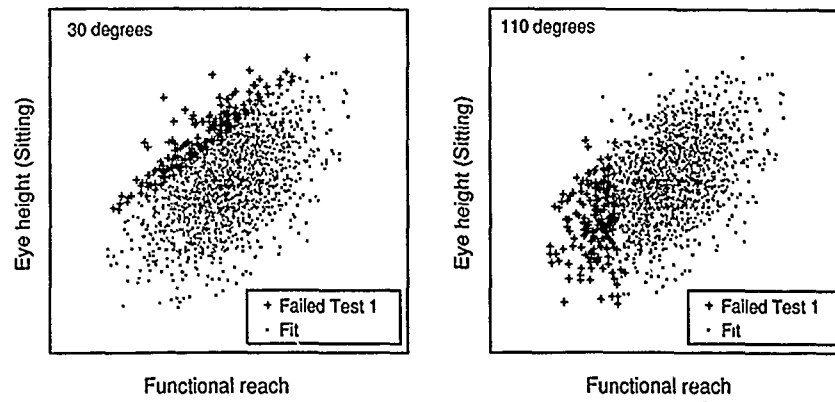 30 degrees
Eye height (Sitting)
+ Failed Test 1
· Fit
Functional reach
110 degrees
Eye height (Sitting)
+ Failed Test 1
· Fit
Functional reach